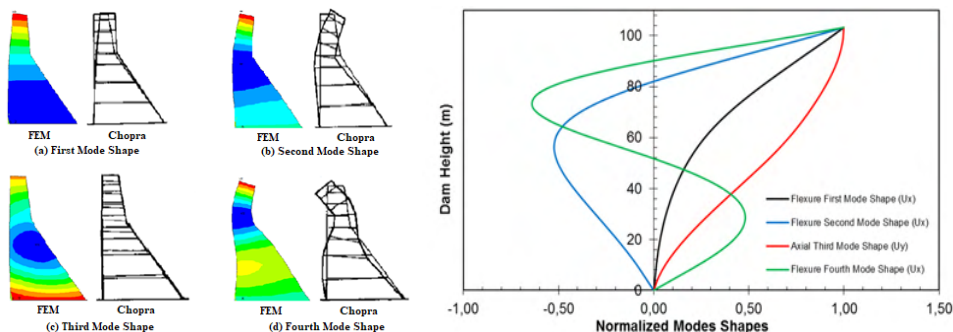 FEM Chopra
(a) First Mode Shape
FEM Chopra
(b) Second Mode Shape
FEM Chopra
(c) Third Mode Shape
FEM Chopra
(d) Fourth Mode Shape
Dam Height (m)
100
80
60
40
20
0
Flexure First Mode Shape (Ux)
Flexure Second Mode Shape (Ux)
Axial Third Mode Shape (Uy)
Flexure Fourth Mode Shape (Ux)
-1,00 -0,50 0,00 0,50 1,00 1,50
Normalized Modes Shapes